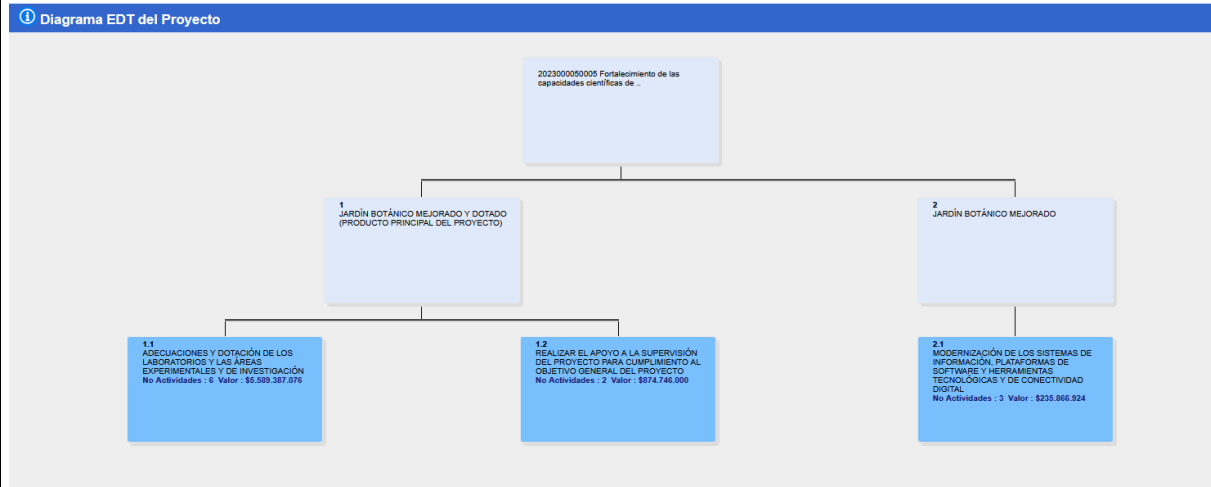 Diagrama EDT del Proyecto
2023000050005 Fortalecimiento de las
capacidades científicas de ..
1
JARDÍN BOTÁNICO MEJORADO Y DOTADO
(PRODUCTO PRINCIPAL DEL PROYECTO)
2
JARDÍN BOTÁNICO MEJORADO
1.1
ADECUACIONES Y DOTACIÓN DE LOS
LABORATORIOS Y LAS ÁREAS
EXPERIMENTALES Y DE INVESTIGACIÓN
No Actividades : 6 Valor : $5.589.387.076
1.2
REALIZAR EL APOYO A LA SUPERVISIÓN
DEL PROYECTO PARA CUMPLIMIENTO AL
OBJETIVO GENERAL DEL PROYECTO
No Actividades : 2 Valor : $874.746.000
2.1
MODERNIZACIÓN DE LOS SISTEMAS DE
INFORMACIÓN, PLATAFORMAS DE
SOFTWARE Y HERRAMIENTAS
TECNOLÓGICAS Y DE CONECTIVIDAD
DIGITAL
No Actividades : 3 Valor : $235.866.924